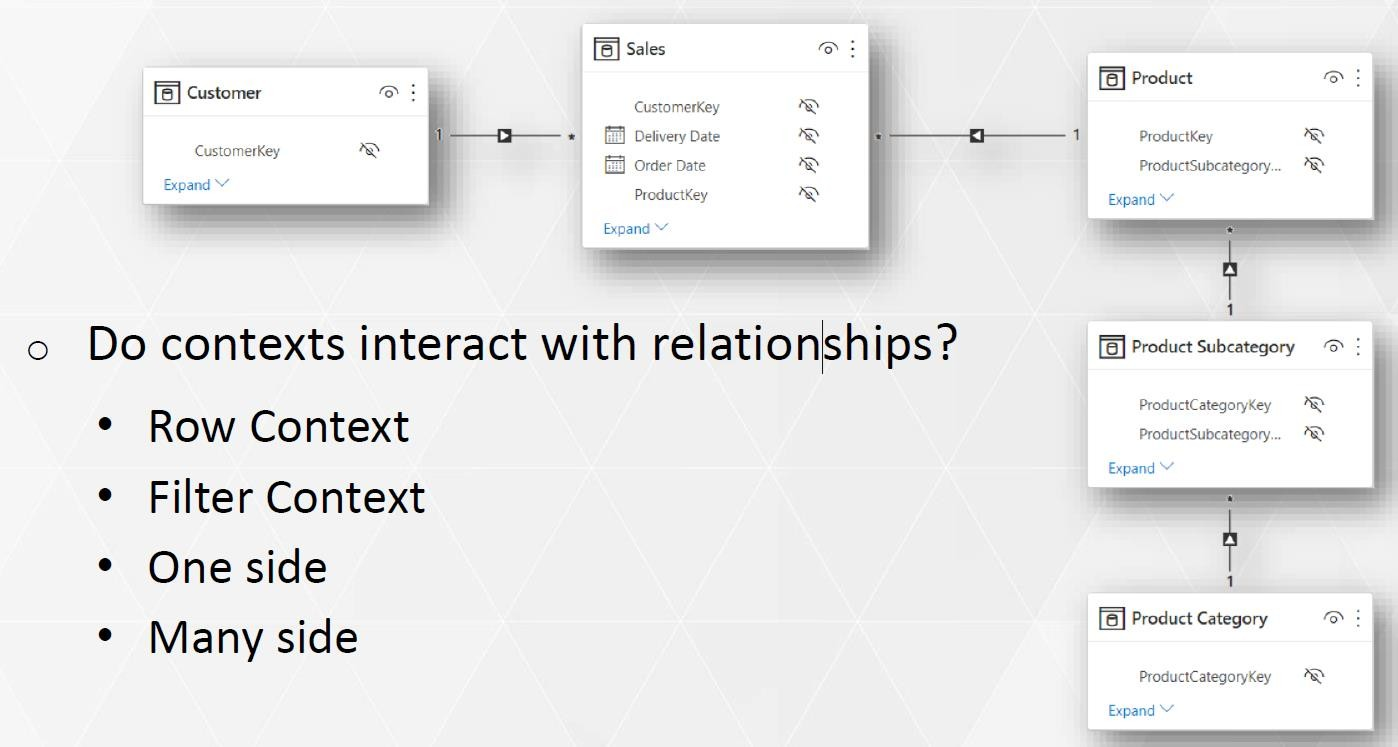 Customer
CustomerKey
Expand
1
*
Sales
CustomerKey
Delivery Date
Order Date
ProductKey
Expand
*
1
Product
ProductKey
ProductSubcategory...
Expand
*
1
Product Subcategory
ProductCategoryKey
ProductSubcategory...
Expand
*
1
Product Category
ProductCategoryKey
Expand
Do contexts interact with relationships?
• Row Context
• Filter Context
• One side
• Many side